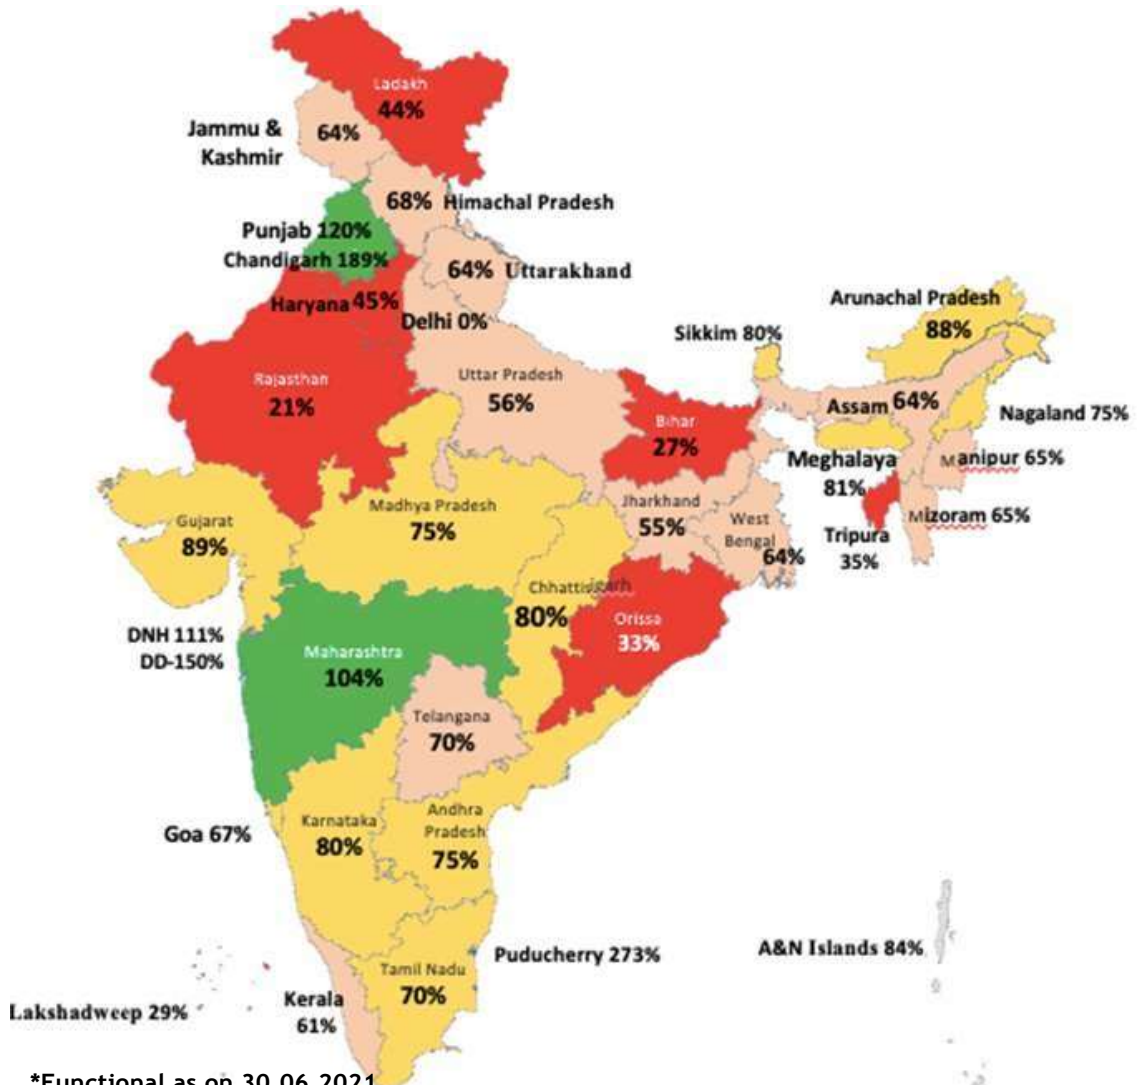 Ladakh
44%
Jammu &
Kashmir
64%
68% Himachal Pradesh
Punjab 120%
Chandigarh 189%
64% Uttarakhand
Haryana 45%
Delhi 0%
Arunachal Pradesh
88%
Sikkim 80%
Rajasthan
21%
Uttar Pradesh
56%
Bihar
27%
Assam 64%
Nagaland 75%
Meghalaya
81%
Manipur 65%
Gujarat
89%
Madhya Pradesh
75%
Jharkhand
55%
West
Bengal
64%
Tripura
35%
Mizoram 65%
Chhattisgarh
80%
Orissa
33%
DNH 111%
DD-150%
Maharashtra
104%
Telangana
70%
Goa 67%
Karnataka
80%
Andhra
Pradesh
75%
Puducherry 273%
A&N Islands 84%
Tamil Nadu
70%
Lakshadweep 29%
Kerala
61%
*Functional as on 30.06.2021